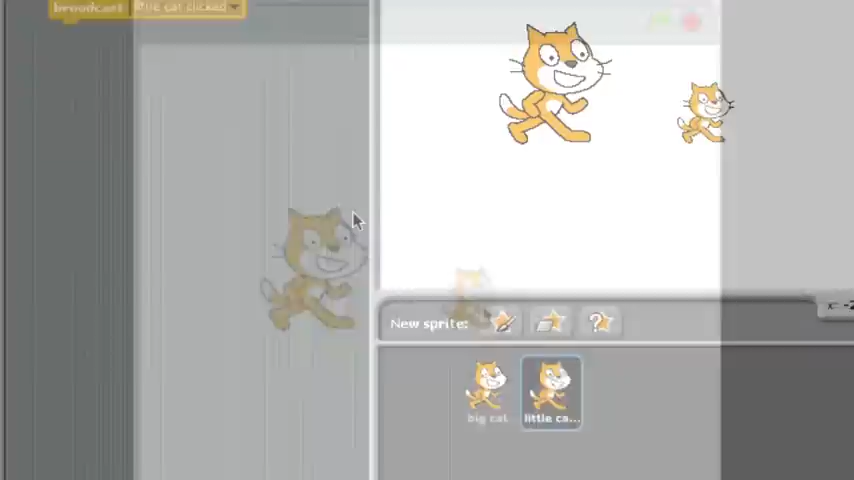 broadcast little cat clicked
New sprite:
big cat little ca...